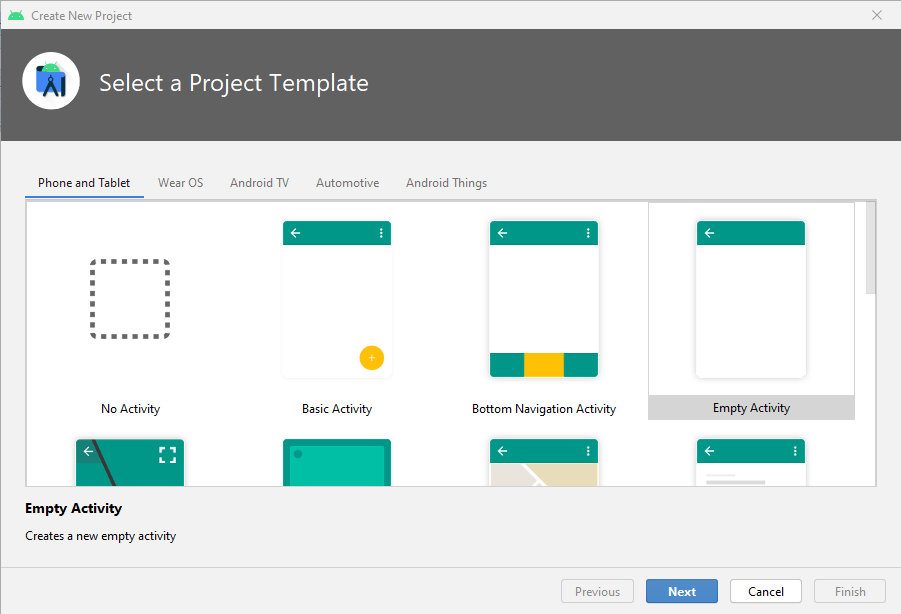 Create New Project
Select a Project Template
Phone and Tablet Wear OS Android TV Automotive Android Things
No Activity Basic Activity Bottom Navigation Activity Empty Activity
Empty Activity
Creates a new empty activity
Previous Next Cancel Finish